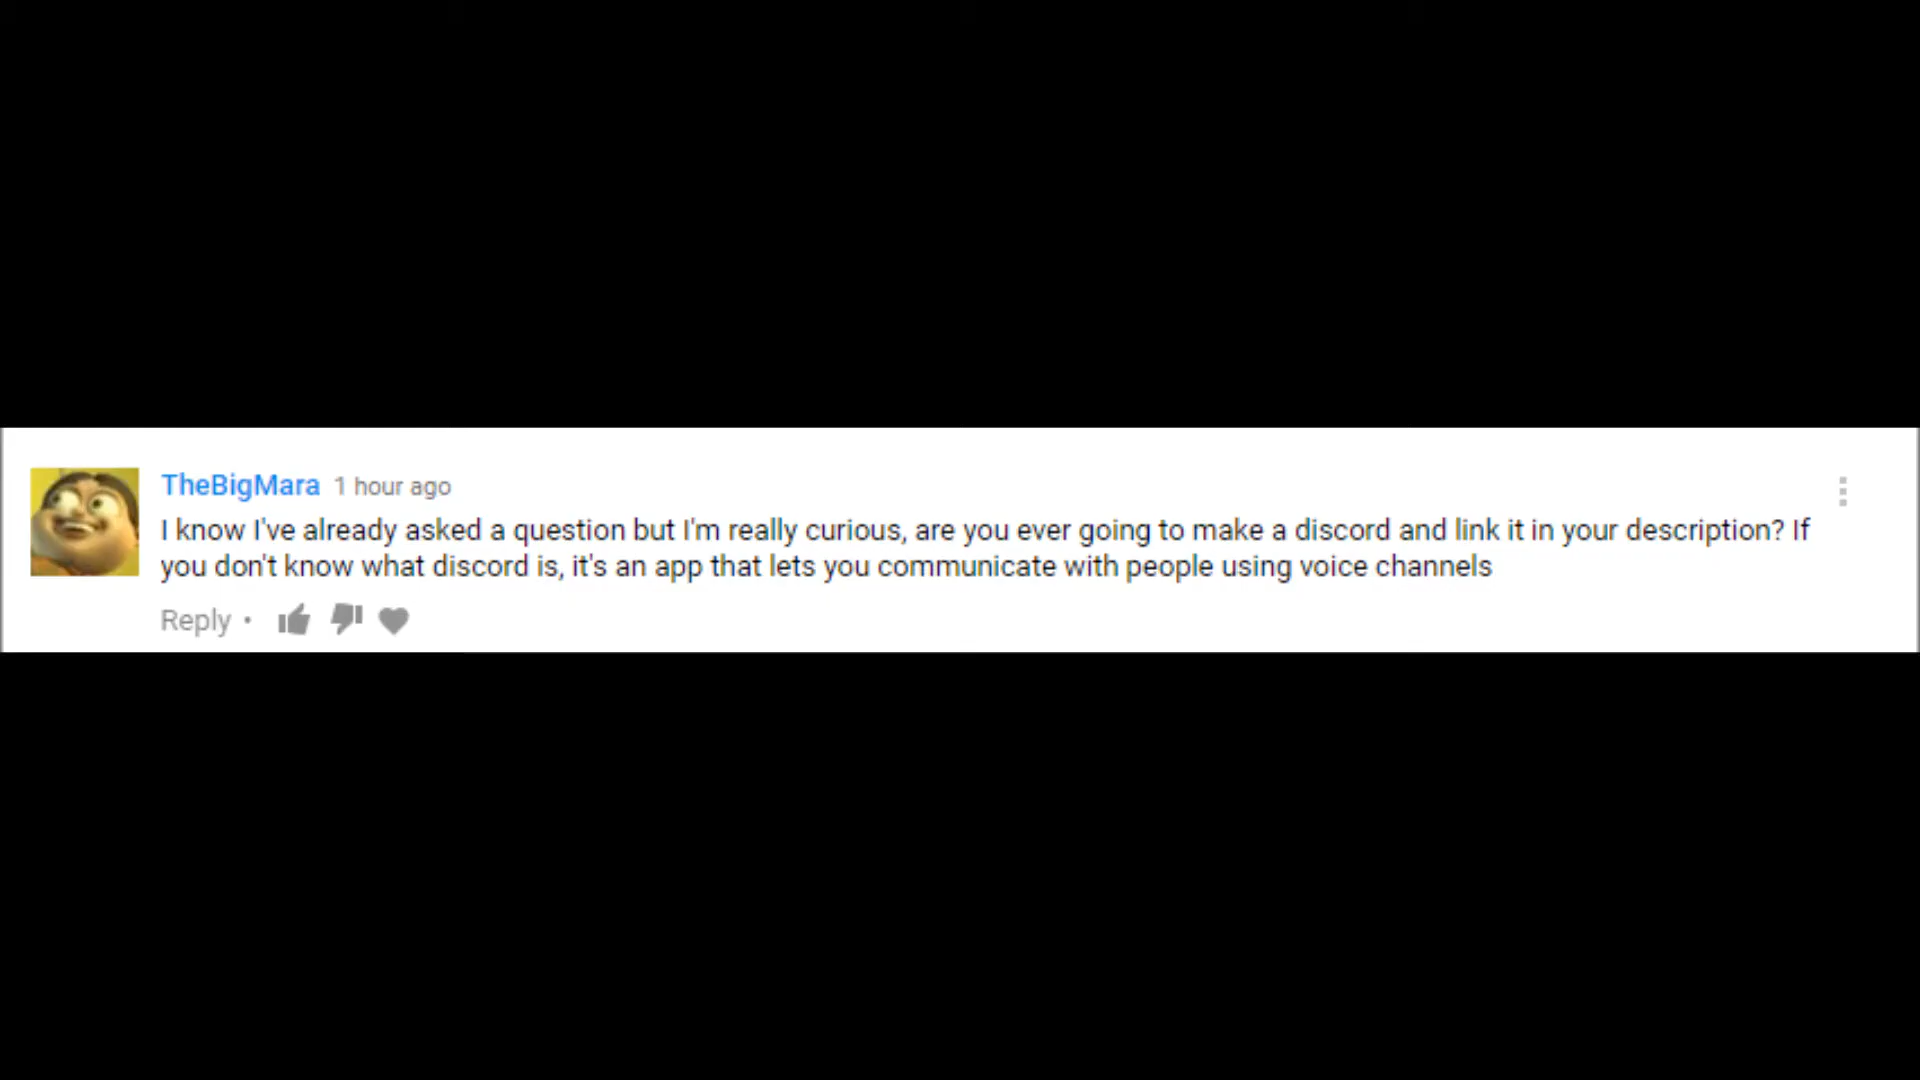 TheBigMara 1 hour ago
I know I've already asked a question but I'm really curious, are you ever going to make a discord and link it in your description? If
you don't know what discord is, it's an app that lets you communicate with people using voice channels
Reply •